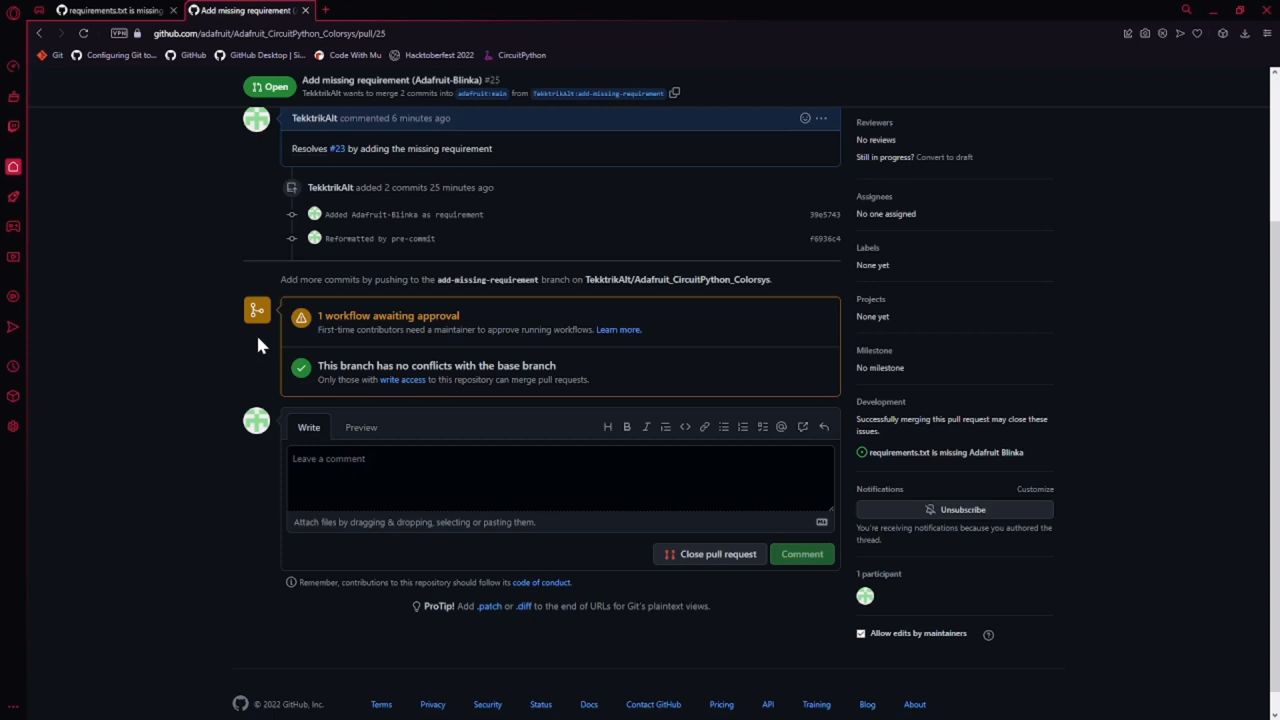 requirements.txt is missing
Add missing requirement (
VPN
github.com/adafruit/Adafruit_CircuitPython_Colorsys/pull/25
Git
Configuring Git to...
GitHub
GitHub Desktop | Si...
Code With Mu
Hacktoberfest 2022
CircuitPython
Open
Add missing requirement (Adafruit-Blinka) #25
TekktrikAlt wants to merge 2 commits into adafruit:main from TekktrikAlt:add-missing-requirement
TekktrikAlt commented 6 minutes ago
Resolves #23 by adding the missing requirement
TekktrikAlt added 2 commits 25 minutes ago
Added Adafruit-Blinka as requirement 39e5743
Reformatted by pre-commit f6936c4
Add more commits by pushing to the add-missing-requirement branch on TekktrikAlt/Adafruit_CircuitPython_Colorsys.
1 workflow awaiting approval
First-time contributors need a maintainer to approve running workflows. Learn more.
This branch has no conflicts with the base branch
Only those with write access to this repository can merge pull requests.
Write
Preview
Leave a comment
Attach files by dragging & dropping, selecting or pasting them.
Close pull request
Comment
Remember, contributions to this repository should follow its code of conduct.
ProTip! Add .patch or .diff to the end of URLs for Git's plaintext views.
Reviewers
No reviews
Still in progress? Convert to draft
Assignees
No one assigned
Labels
None yet
Projects
None yet
Milestone
No milestone
Development
Successfully merging this pull request may close these
issues.
requirements.txt is missing Adafruit Blinka
Notifications
Customize
Unsubscribe
You're receiving notifications because you authored the
thread.
1 participant
Allow edits by maintainers
© 2022 GitHub, Inc.
Terms
Privacy
Security
Status
Docs
Contact GitHub
Pricing
API
Training
Blog
About